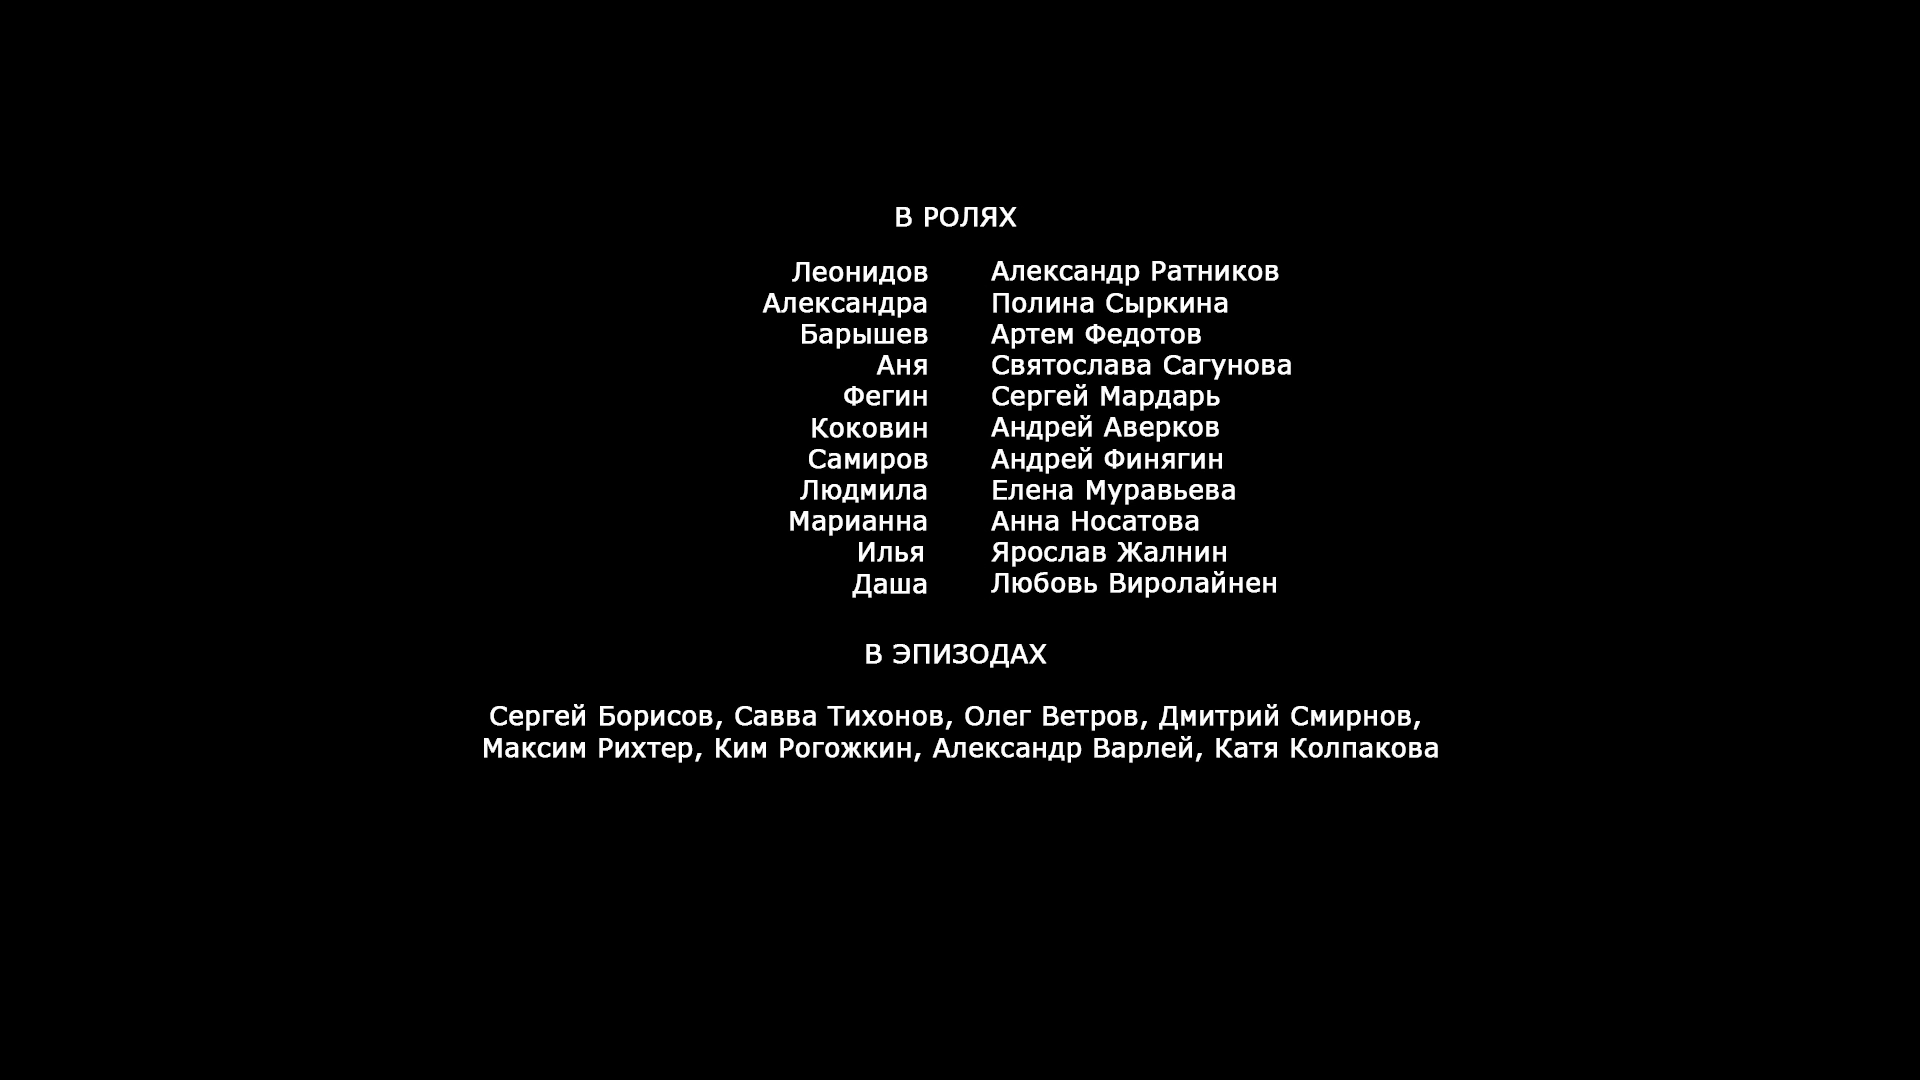 В РОЛЯХ
Леонидов Александр Ратников
Александра Полина Сыркина
Барышев Артем Федотов
Аня Святослава Сагунова
Фегин Сергей Мардарь
Коковин Андрей Аверков
Самиров Андрей Финягин
Людмила Елена Муравьева
Марианна Анна Носатова
Илья Ярослав Жалнин
Даша Любовь Виролайнен
В ЭПИЗОДАХ
Сергей Борисов, Савва Тихонов, Олег Ветров, Дмитрий Смирнов,
Максим Рихтер, Ким Рогожкин, Александр Варлей, Катя Колпакова